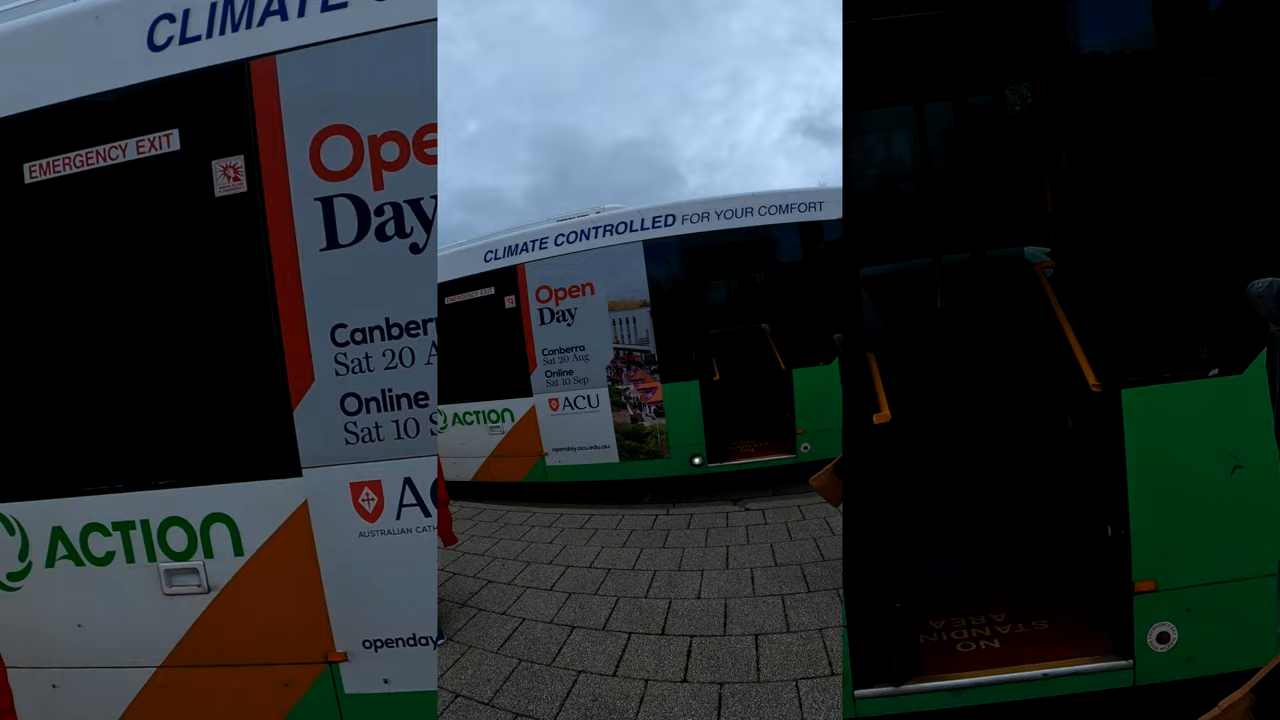 CLIMATE
EMERGENCY EXIT
Ope
Day
Canberr
Sat 20 A
Online
Sat 10 S
ACTION
AC
AUSTRALIAN CATH
openday
CLIMATE CONTROLLED FOR YOUR COMFORT
EMERGENCY EXIT
Open
Day
Canberra
Sat 20 Aug
Online
Sat 10 Sep
ACTION
ACU
openday.acu.edu.au
NO
STANDIN
AREA